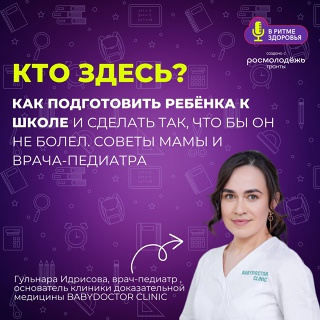 В РИТМЕ
ЗДОРОВЬЯ
создано с
росмолодёжь
гранты
КТО ЗДЕСЬ?
КАК ПОДГОТОВИТЬ РЕБЁНКА К
ШКОЛЕ И СДЕЛАТЬ ТАК, ЧТО БЫ ОН
НЕ БОЛЕЛ. СОВЕТЫ МАМЫ И
ВРАЧА-ПЕДИАТРА
BABYDOCTOR
CLINIC
Гульнара Идрисова, врач-педиатр ,
основатель клиники доказательной
медицины BABYDOCTOR CLINIC